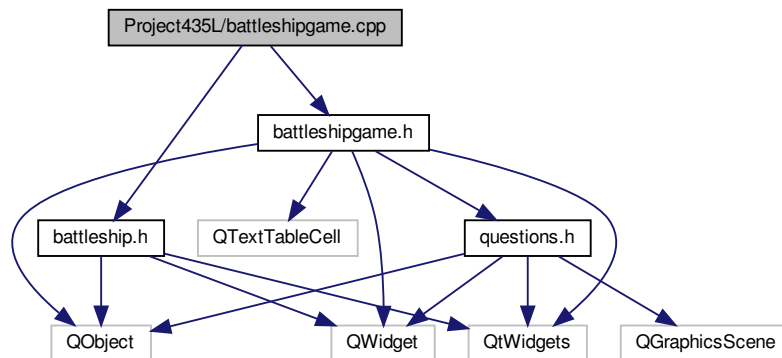 Project435L/battleshipgame.cpp
battleshipgame.h
battleship.h
QTextTableCell
questions.h
QObject
QWidget
QtWidgets
QGraphicsScene